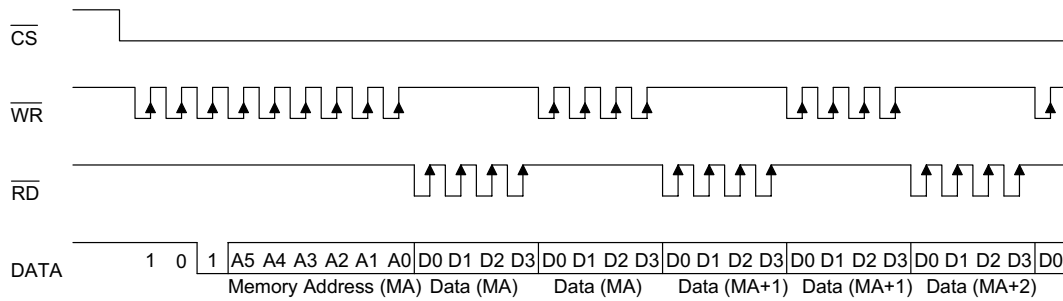 CS
WR
RD
DATA 1 0 1 A5 A4 A3 A2 A1 A0 D0 D1 D2 D3 D0 D1 D2 D3 D0 D1 D2 D3 D0 D1 D2 D3 D0 D1 D2 D3 D0
Memory Address (MA) Data (MA) Data (MA) Data (MA+1) Data (MA+1) Data (MA+2)